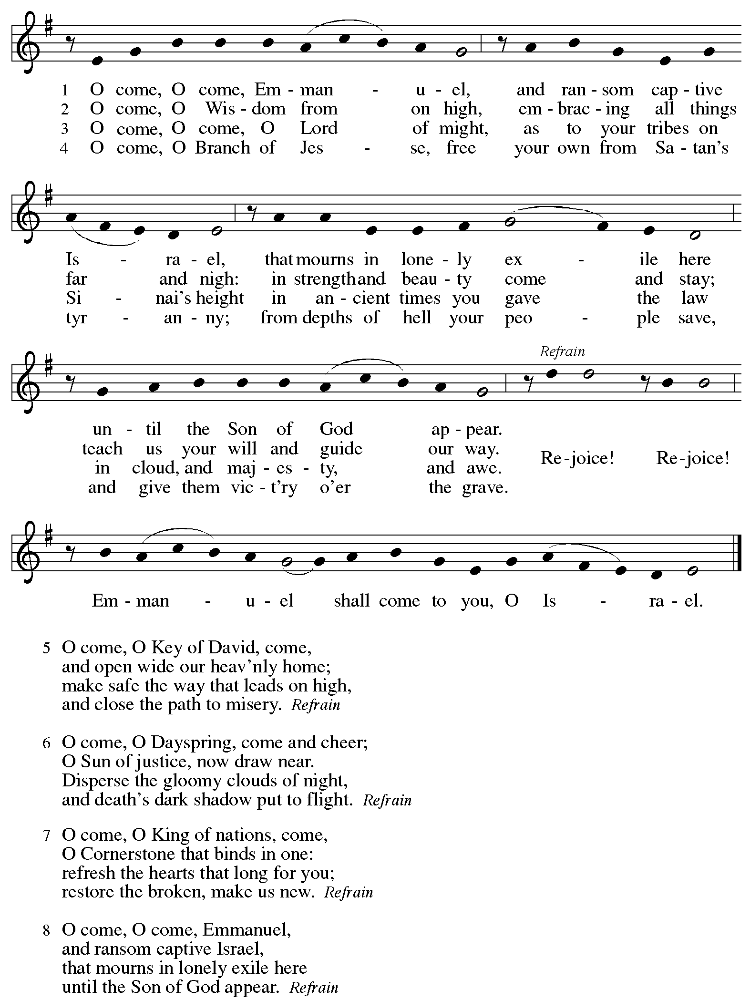 1 O come, O come, Em - man - u - el, and ran - som cap - tive
2 O come, O Wis - dom from on high, em - brac - ing all things
3 O come, O come, O Lord of might, as to your tribes on
4 O come, O Branch of Jes - se, free your own from Sa - tan's
Is - ra - el, that mourns in lone - ly ex - ile here
far and nigh: in strength and beau - ty come and stay;
Si - nai's height in an - cient times you gave the law
tyr - an - ny; from depths of hell your peo - ple save,
Refrain
un - til the Son of God ap - pear.
teach us your will and guide our way.
Re - joice! Re - joice!
in cloud, and maj - es - ty, and awe.
and give them vic - t'ry o'er the grave.
Em - man - u - el shall come to you, O Is - ra - el.
5 O come, O Key of David, come,
and open wide our heav'nly home;
make safe the way that leads on high,
and close the path to misery. Refrain
6 O come, O Dayspring, come and cheer;
O Sun of justice, now draw near.
Disperse the gloomy clouds of night,
and death's dark shadow put to flight. Refrain
7 O come, O King of nations, come,
O Cornerstone that binds in one:
refresh the hearts that long for you;
restore the broken, make us new. Refrain
8 O come, O come, Emmanuel,
and ransom captive Israel,
that mourns in lonely exile here
until the Son of God appear. Refrain